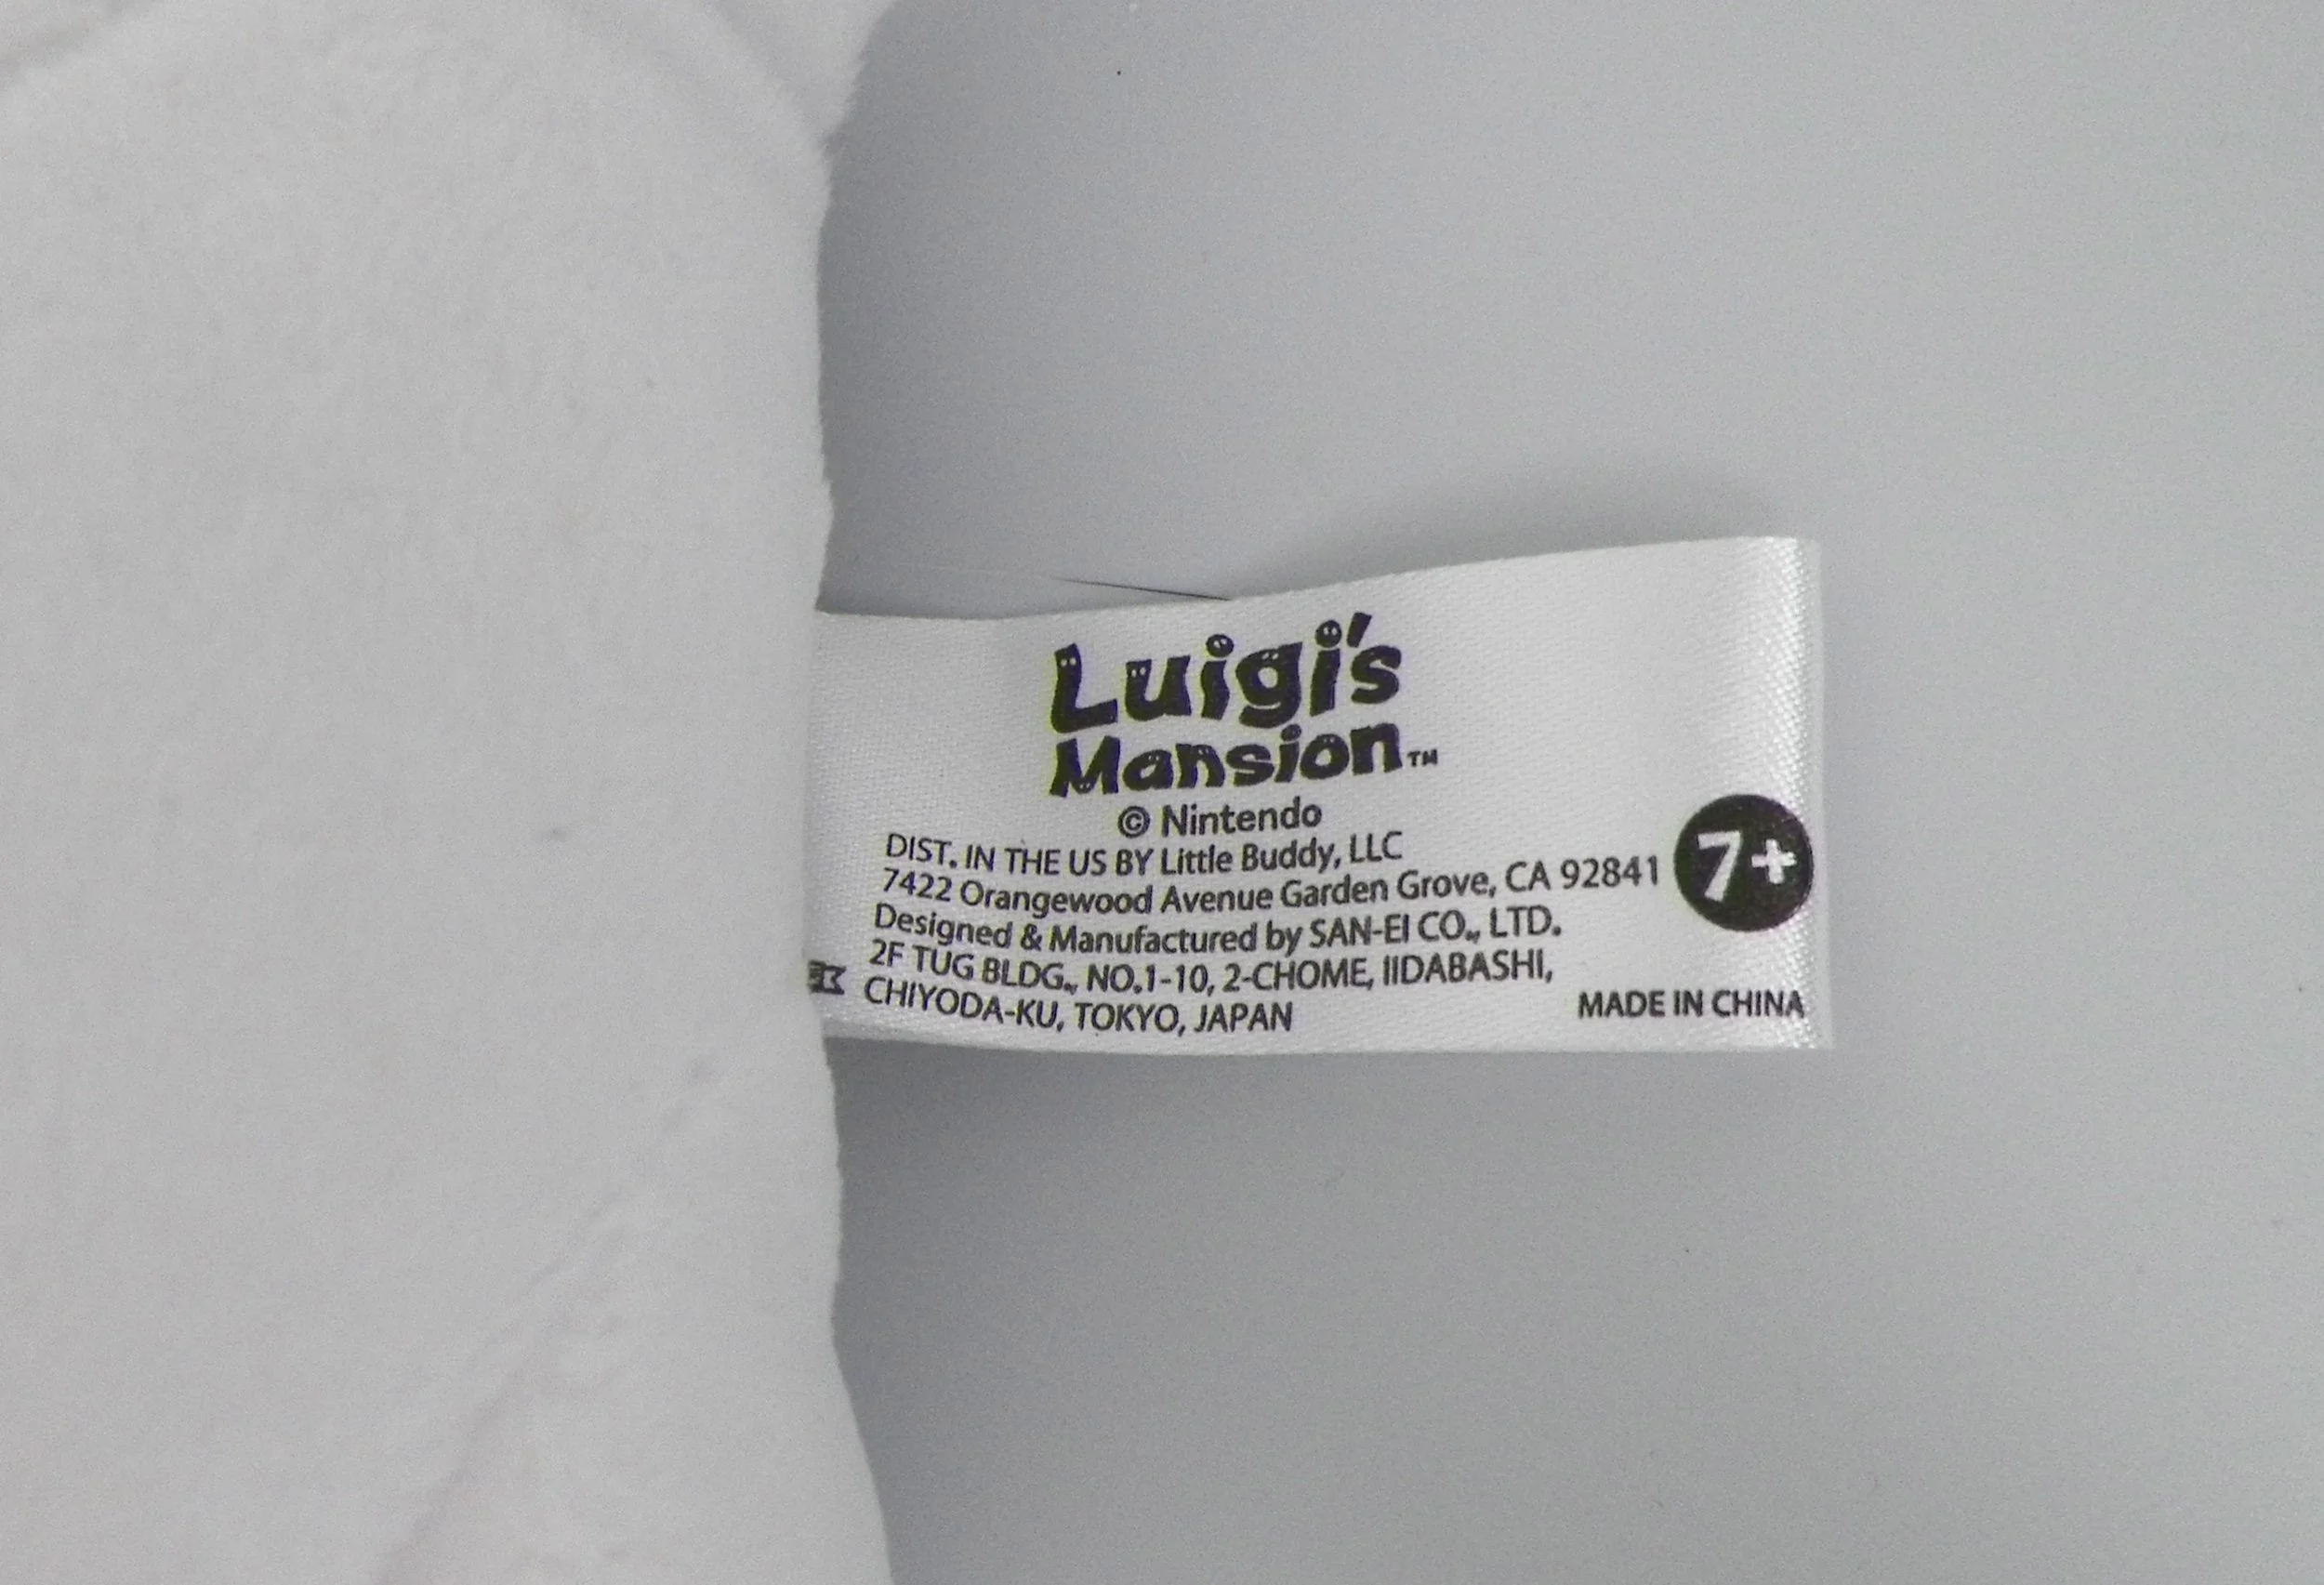 Luigi's
Mansion™
© Nintendo
DIST. IN THE US BY Little Buddy, LLC
7422 Orangewood Avenue Garden Grove, CA 92841
7+
Designed & Manufactured by SAN-EI CO., LTD.
2F TUG BLDG., NO.1-10, 2-CHOME, IIDABASHI,
CHIYODA-KU, TOKYO, JAPAN
MADE IN CHINA